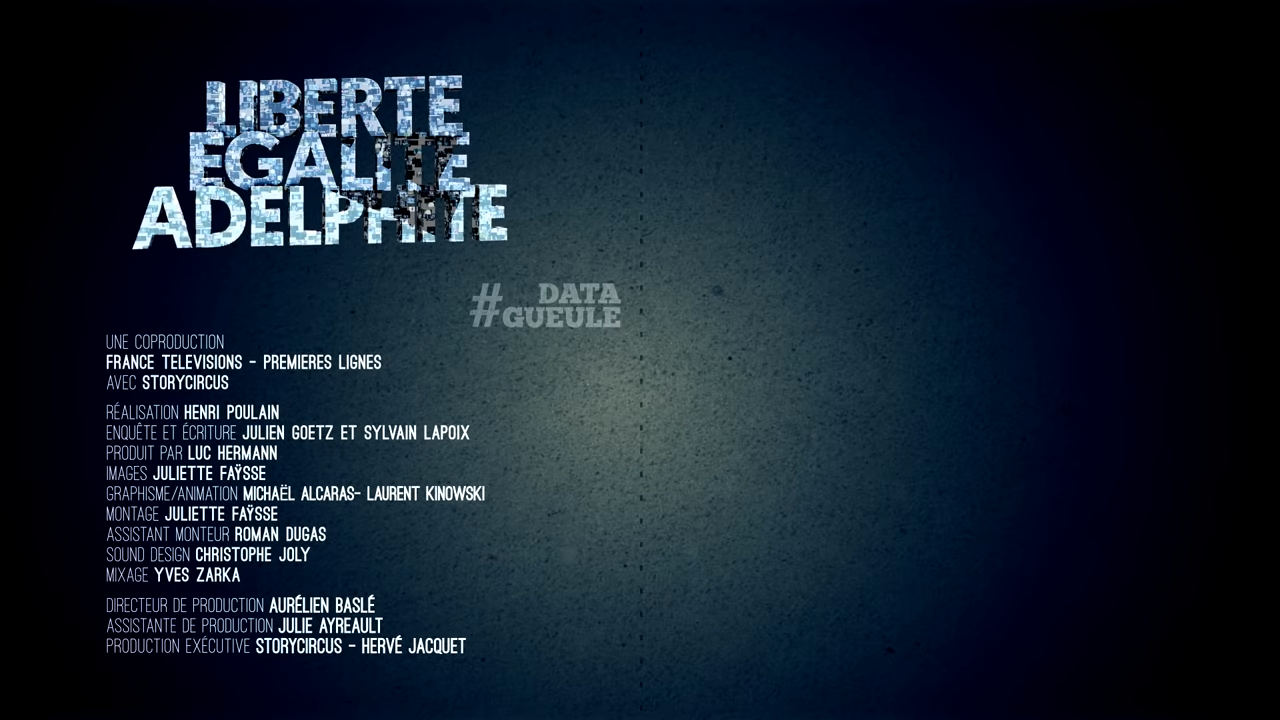 LIBERTE
EGALITE
ADELPHITE
#DATA
GUEULE
UNE COPRODUCTION
FRANCE TELEVISIONS - PREMIERES LIGNES
AVEC STORYCIRCUS
RÉALISATION HENRI POULAIN
ENQUÊTE ET ÉCRITURE JULIEN GOETZ ET SYLVAIN LAPOIX
PRODUIT PAR LUC HERMANN
IMAGES JULIETTE FAŸSSE
GRAPHISME/ANIMATION MICHAËL ALCARAS- LAURENT KINOWSKI
MONTAGE JULIETTE FAŸSSE
ASSISTANT MONTEUR ROMAN DUGAS
SOUND DESIGN CHRISTOPHE JOLY
MIXAGE YVES ZARKA
DIRECTEUR DE PRODUCTION AURÉLIEN BASLÉ
ASSISTANTE DE PRODUCTION JULIE AYREAULT
PRODUCTION EXÉCUTIVE STORYCIRCUS - HERVÉ JACQUET